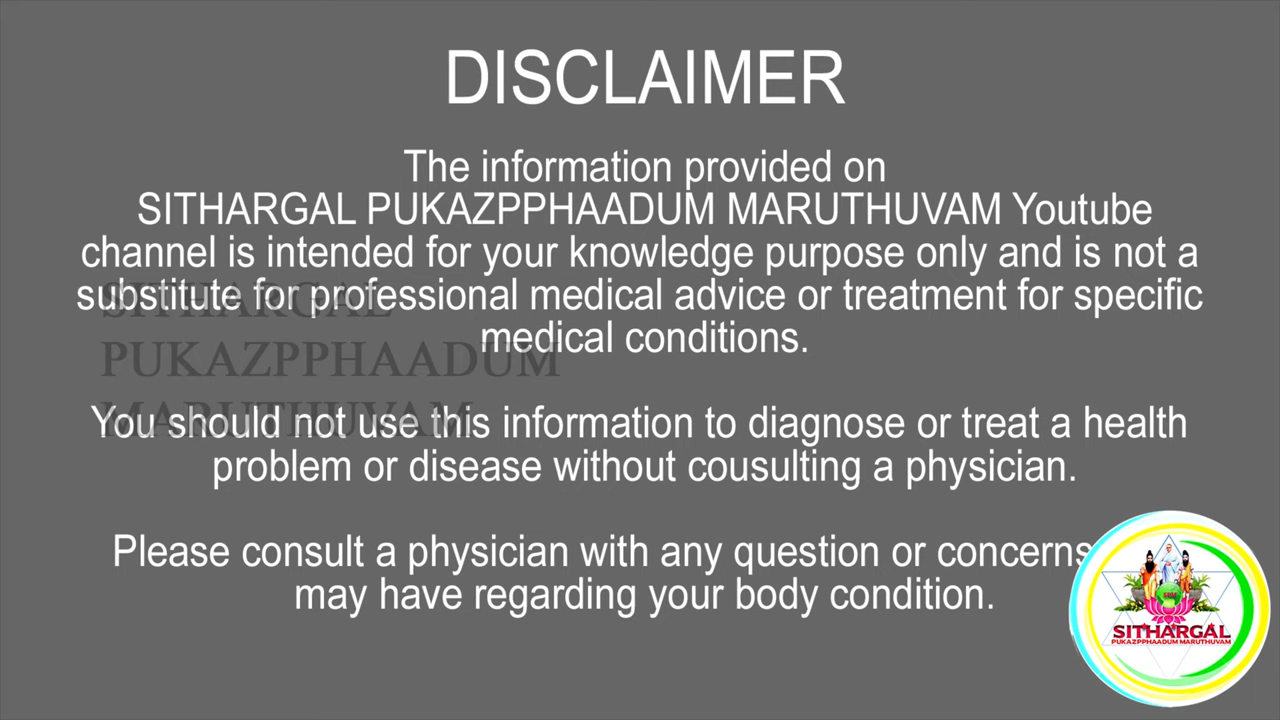 DISCLAIMER
The information provided on
SITHARGAL PUKAZPPHAADUM MARUTHUVAM Youtube
channel is intended for your knowledge purpose only and is not a
substitute for professional medical advice or treatment for specific
medical conditions.
SITHARGAL
PUKAZPPHAADUM
MARUTHUVAM
You should not use this information to diagnose or treat a health
problem or disease without cousulting a physician.
Please consult a physician with any question or concerns
may have regarding your body condition.
SITHARGAL
PUKAZPPHAADUM MARUTHUVAM